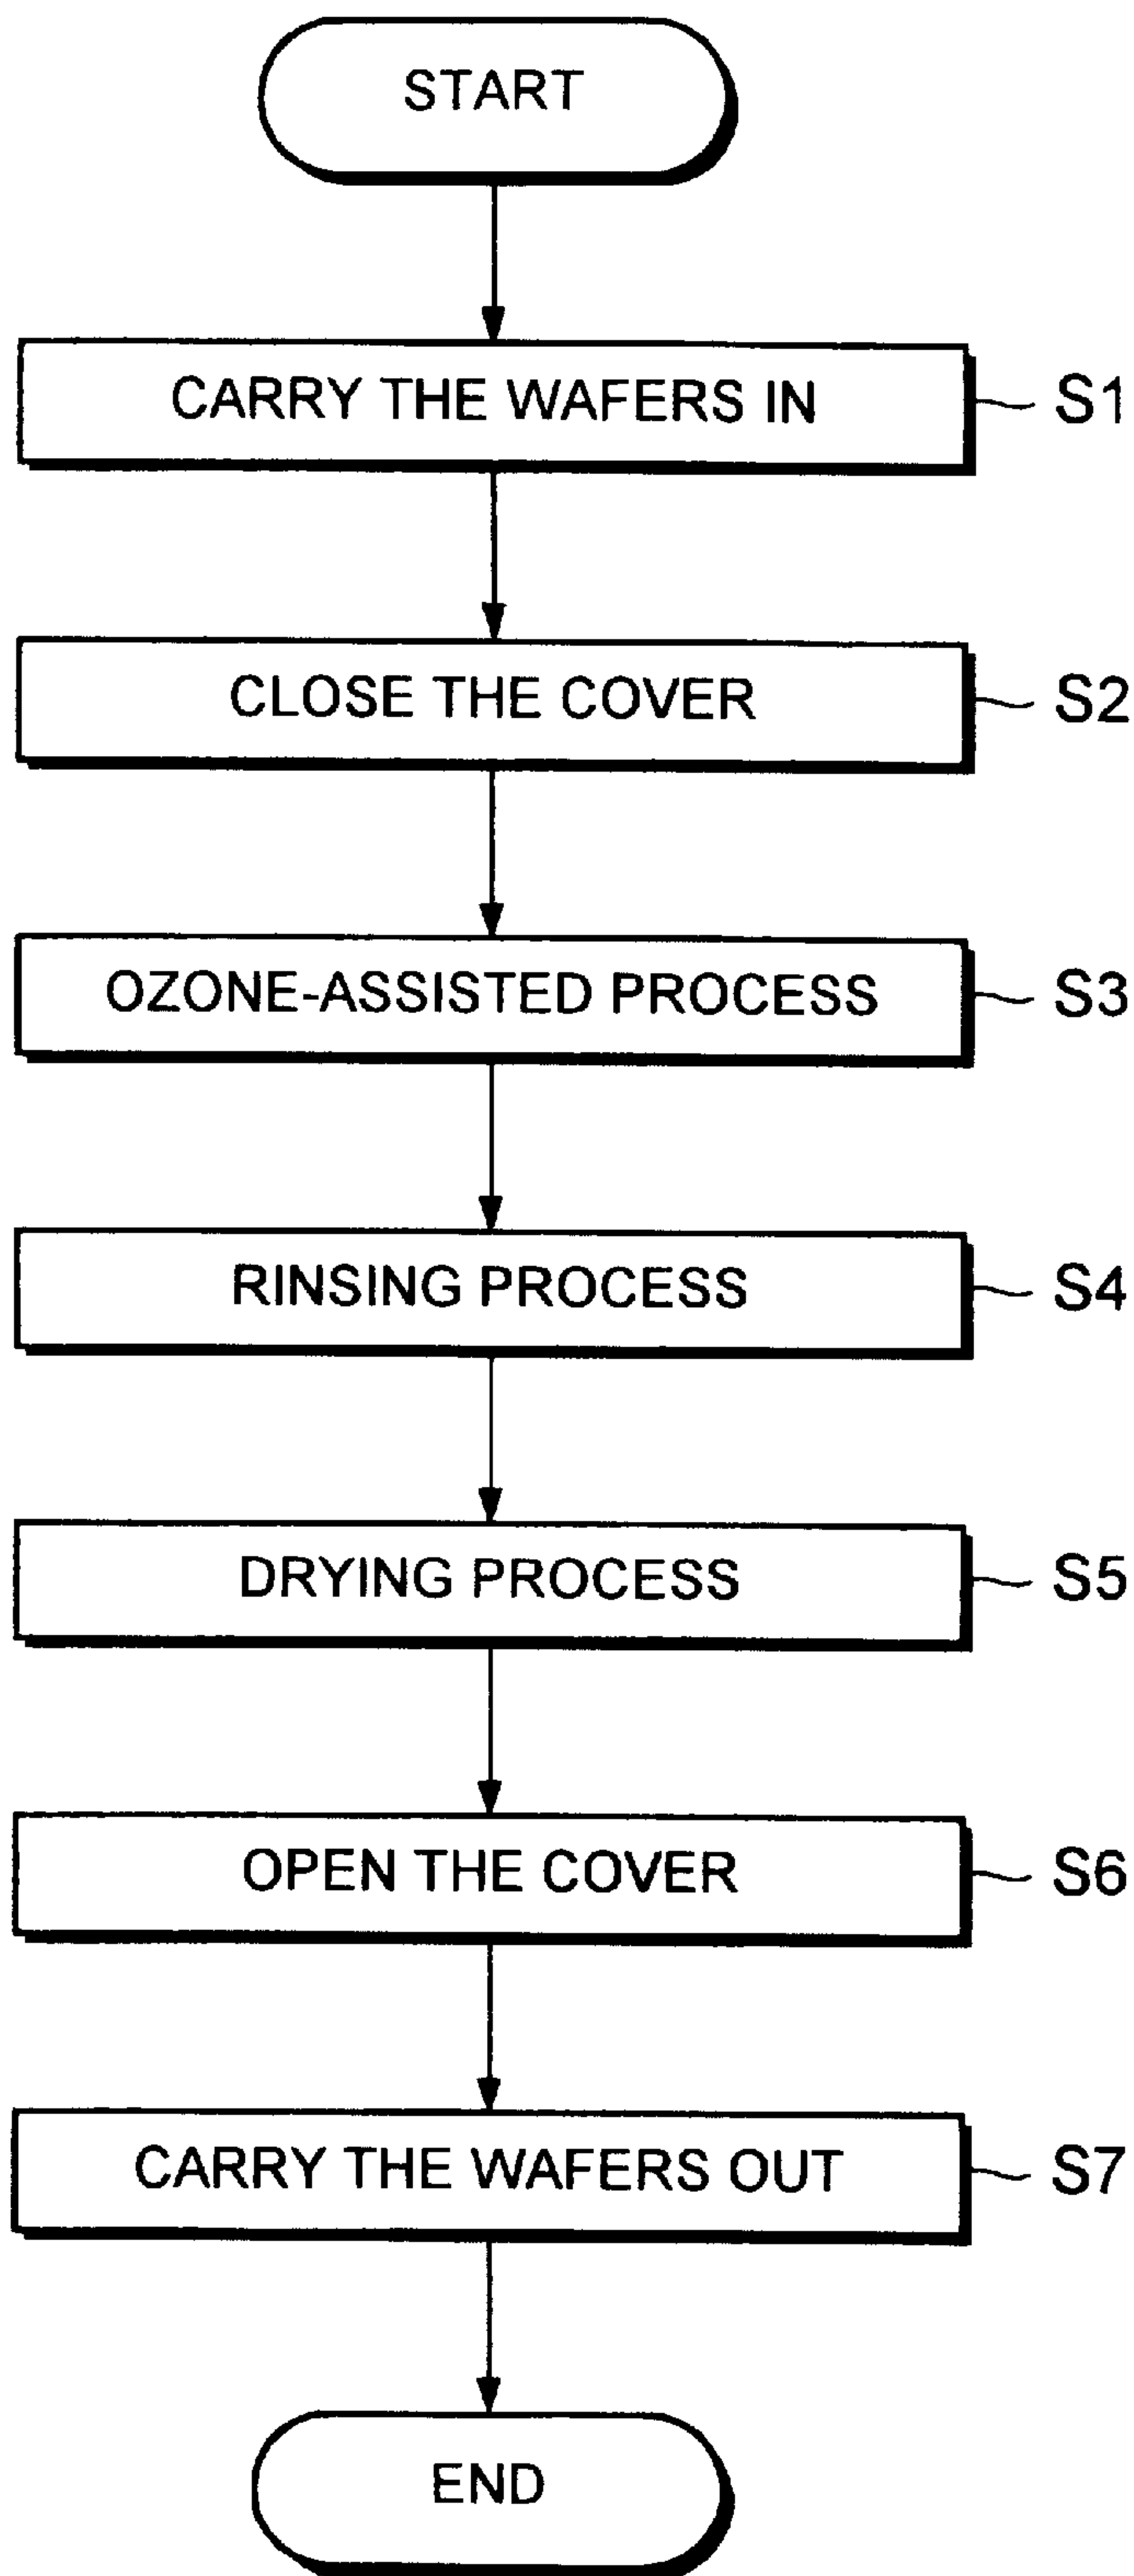 START
CARRY THE WAFERS IN
S1
CLOSE THE COVER
S2
OZONE-ASSISTED PROCESS
S3
RINSING PROCESS
S4
DRYING PROCESS
S5
OPEN THE COVER
S6
CARRY THE WAFERS OUT
S7
END